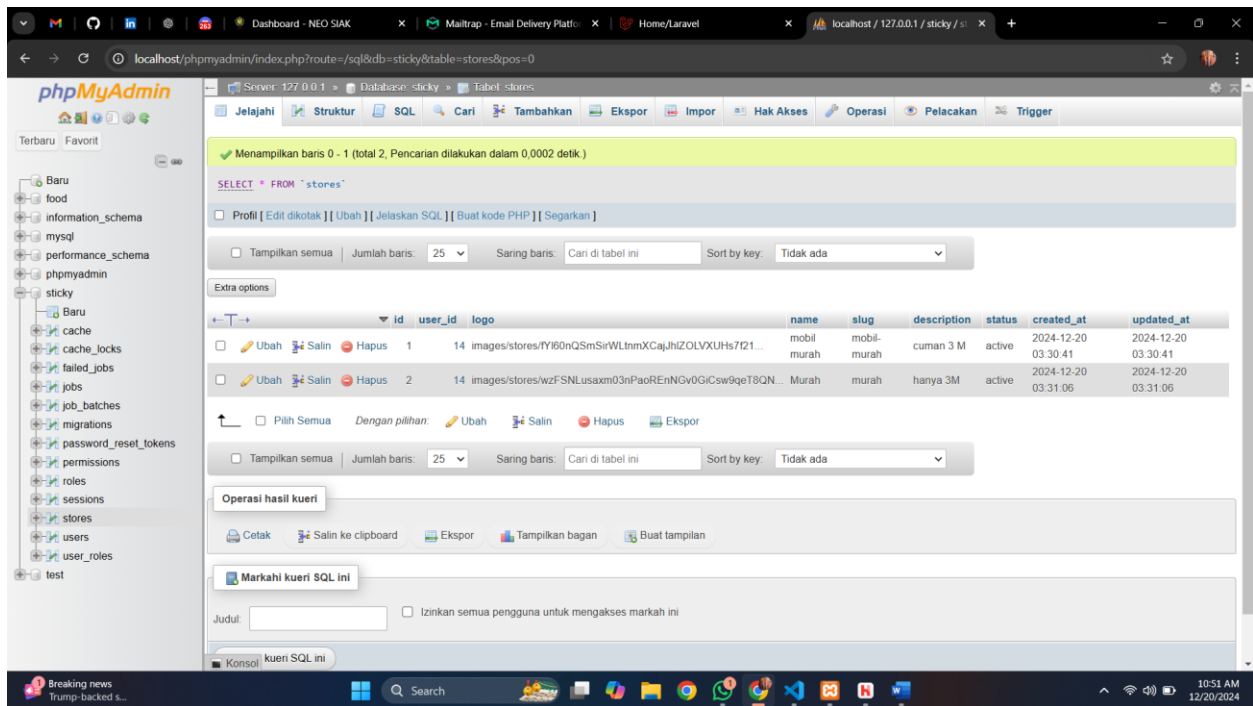 263
Dashboard - NEO SIAK
Mailtrap - Email Delivery Platfo
Home/Laravel
localhost / 127.0.0.1 / sticky / st
localhost/phpmyadmin/index.php?route=/sql&db=sticky&table=stores&pos=0
phpMyAdmin
Terbaru Favorit
Baru
food
information_schema
mysql
performance_schema
phpmyadmin
sticky
Baru
cache
cache_locks
failed_jobs
jobs
job_batches
migrations
password_reset_tokens
permissions
roles
sessions
stores
users
user_roles
test
Server: 127.0.0.1 » Database: sticky » Tabel: stores
Jelajahi Struktur SQL Cari Tambahkan Ekspor Impor Hak Akses Operasi Pelacakan Trigger
Menampilkan baris 0 - 1 (total 2, Pencarian dilakukan dalam 0,0002 detik.)
SELECT * FROM `stores`
Profil [ Edit dikotak ] [ Ubah ] [ Jelaskan SQL ] [ Buat kode PHP ] [ Segarkan ]
Tampilkan semua Jumlah baris: 25 Saring baris: Cari di tabel ini Sort by key: Tidak ada
Extra options
id user_id logo name slug description status created_at updated_at
Ubah Salin Hapus 1 14 mobil murah mobil-murah cuman 3 M active 2024-12-20 03:30:41 2024-12-20 03:30:41
Ubah Salin Hapus 2 14 images/stores/wzFSNLusaxm03nPaoREnNGv0GiCsw9qeT8QN... Murah murah hanya 3M active 2024-12-20 03:31:06 2024-12-20 03:31:06
Pilih Semua Dengan pilihan: Ubah Salin Hapus Ekspor
Tampilkan semua Jumlah baris: 25 Saring baris: Cari di tabel ini Sort by key: Tidak ada
Operasi hasil kueri
Cetak Salin ke clipboard Ekspor Tampilkan bagan Buat tampilan
Markahi kueri SQL ini
Judul: Izinkan semua pengguna untuk mengakses markah ini
Konsol kueri SQL ini
1 Breaking news
Trump-backed s...
Search
10:51 AM
12/20/2024